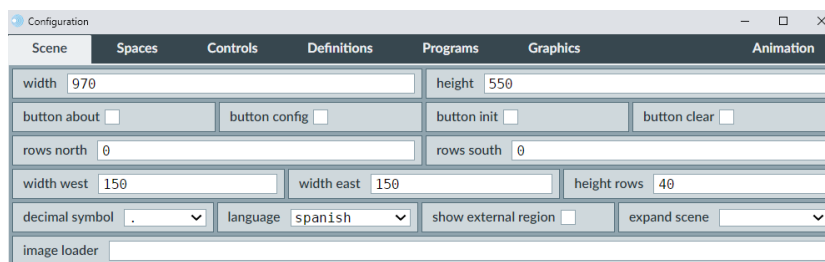 Configuration
Scene Spaces Controls Definitions Programs Graphics Animation
width 970 height 550
button about button config button init button clear
rows north 0 rows south 0
width west 150 width east 150 height rows 40
decimal symbol . language spanish show external region expand scene
image loader